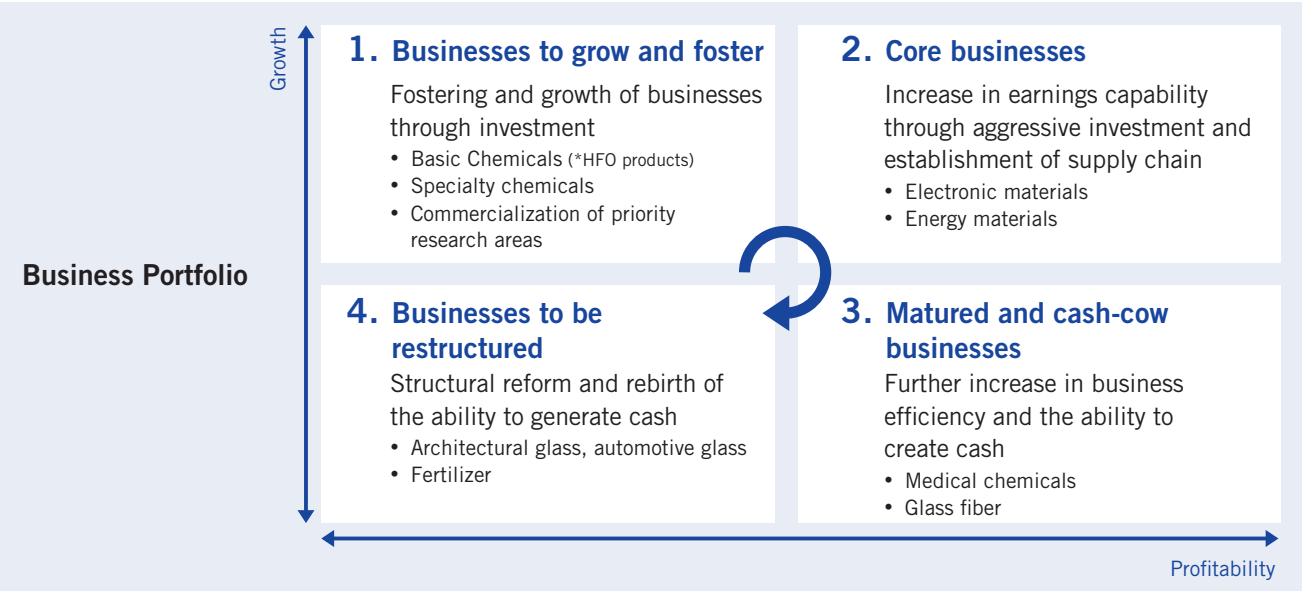 Business Portfolio
Growth
1. Businesses to grow and foster
Fostering and growth of businesses
through investment
• Basic Chemicals (*HFO products)
• Specialty chemicals
• Commercialization of priority
research areas
2. Core businesses
Increase in earnings capability
through aggressive investment and
establishment of supply chain
• Electronic materials
• Energy materials
4. Businesses to be
restructured
Structural reform and rebirth of
the ability to generate cash
• Architectural glass, automotive glass
• Fertilizer
3. Matured and cash-cow
businesses
Further increase in business
efficiency and the ability to
create cash
• Medical chemicals
• Glass fiber
Profitability